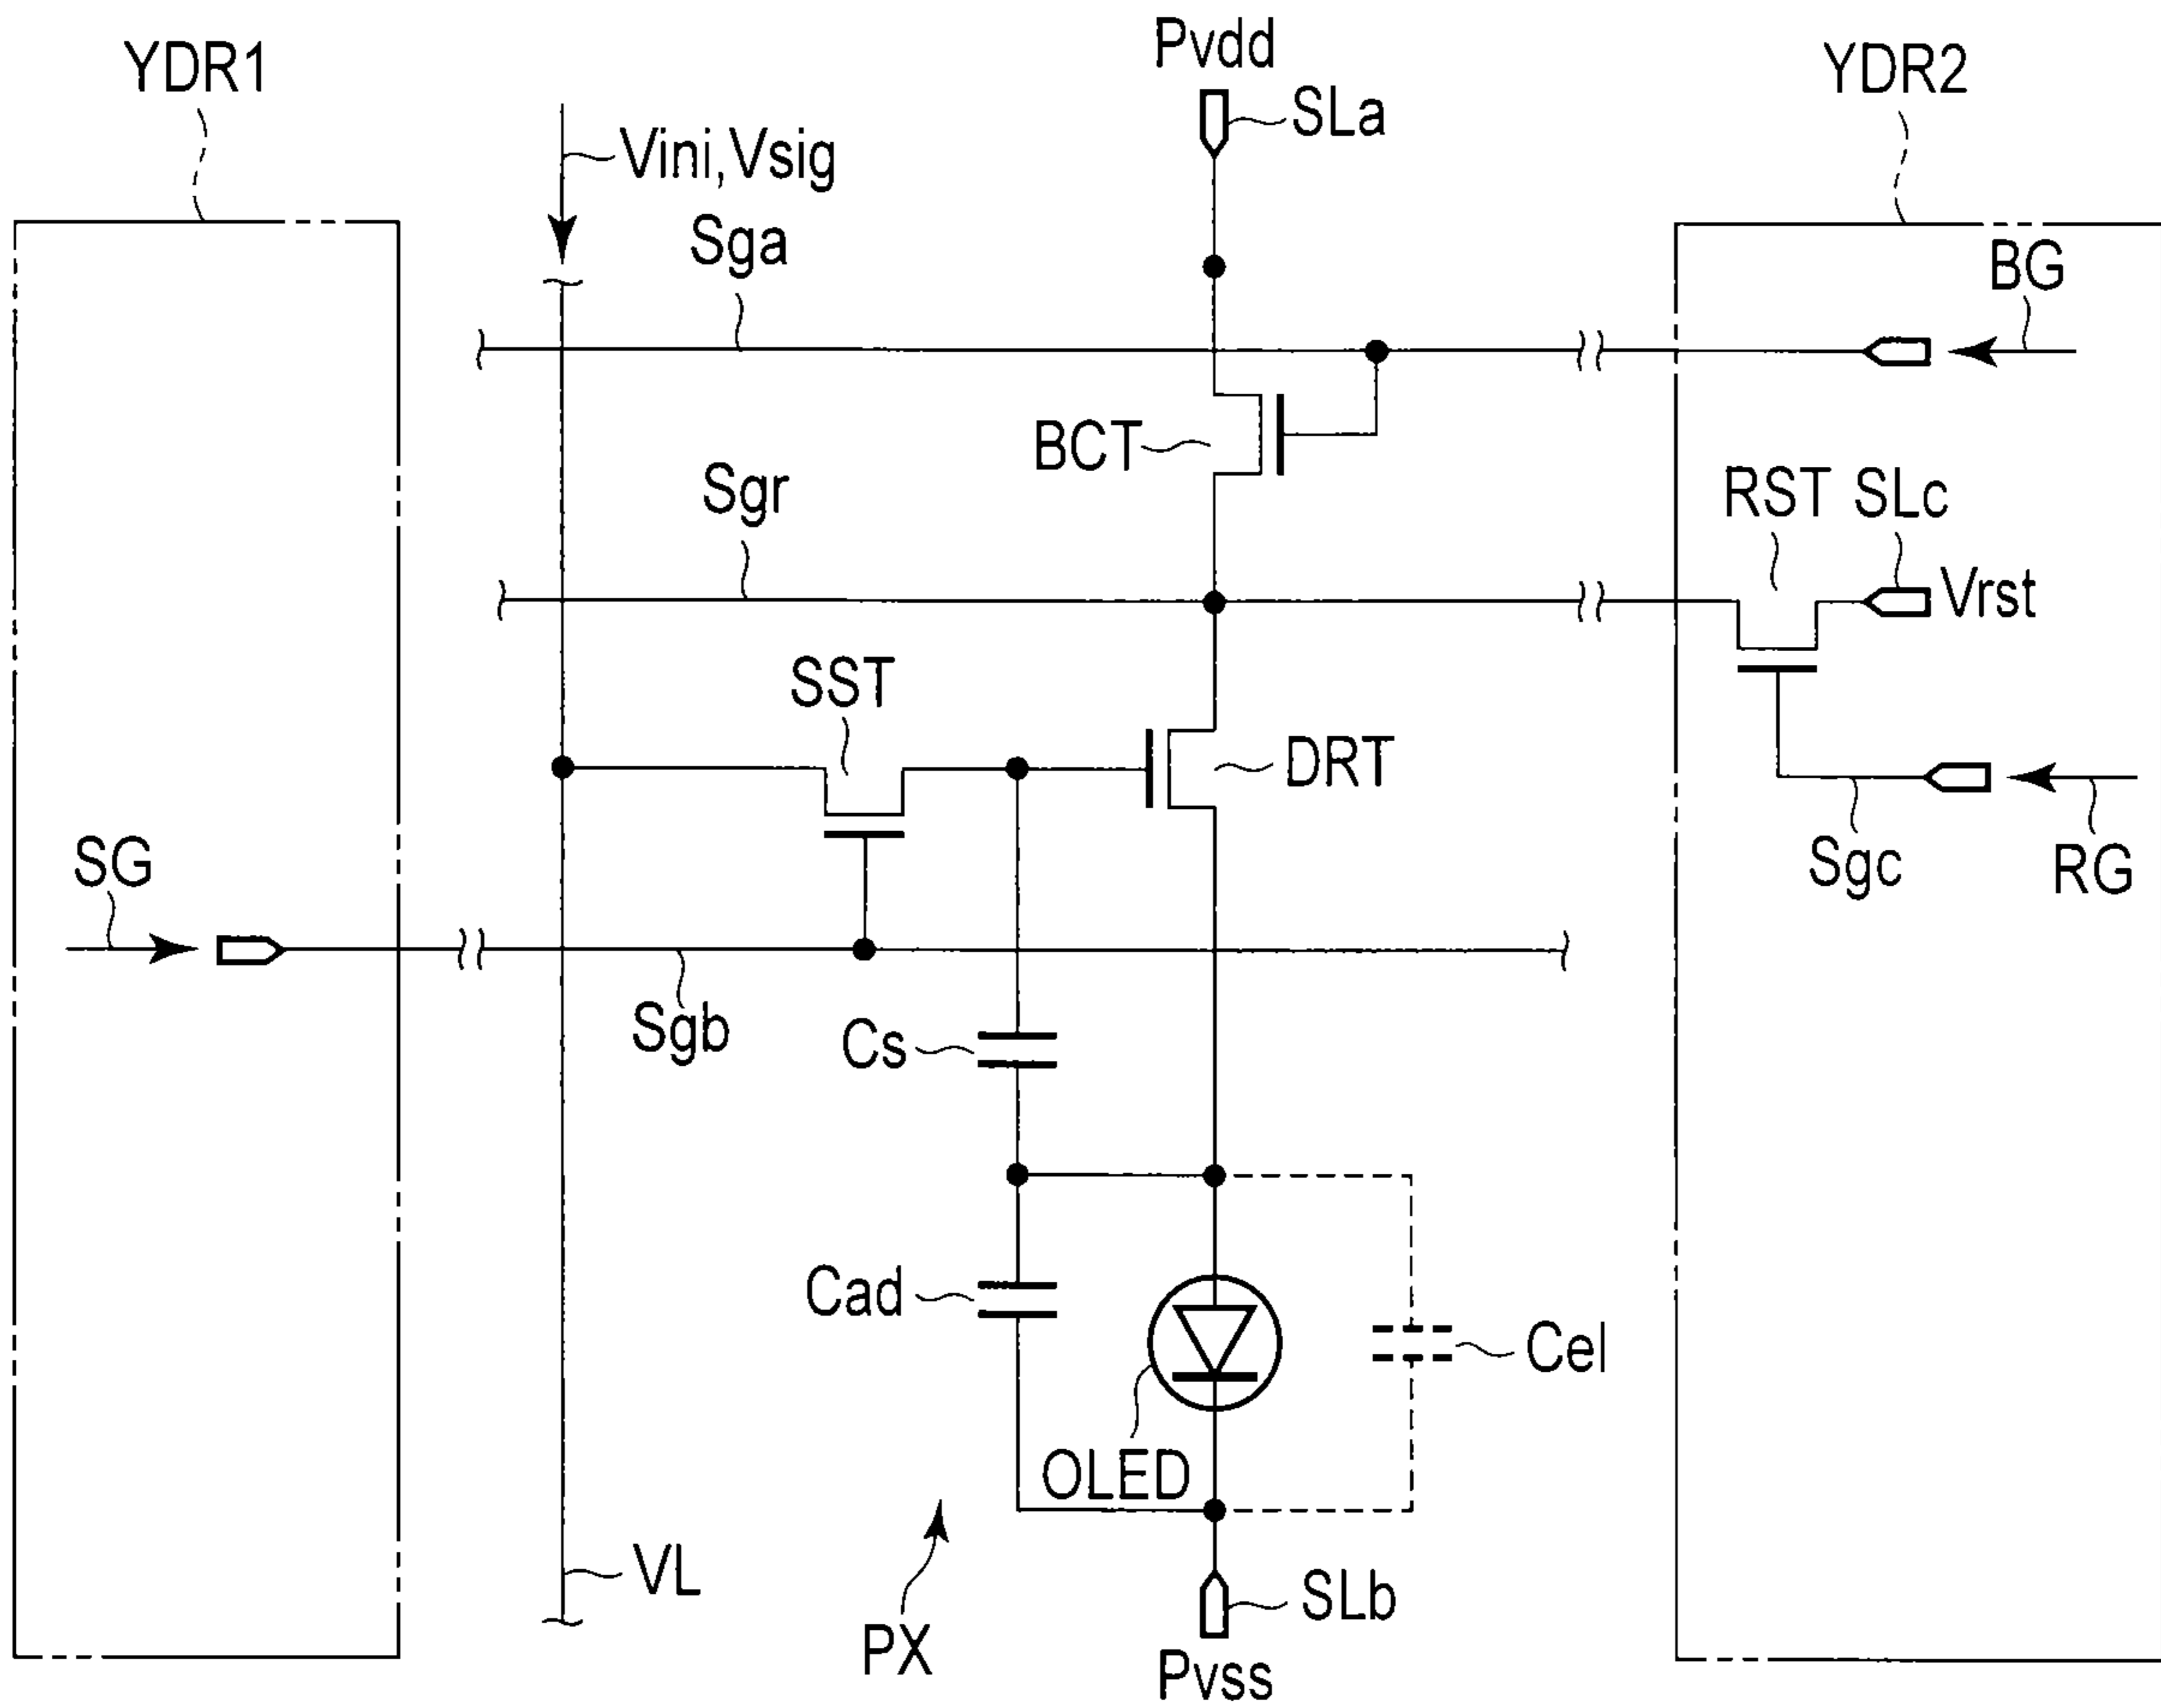 Pvdd
YDR1
YDR2
SLa
Vini,Vsig
Sga
BG
BCT
Sgr
RST
SLc
Vrst
SST
DRT
SG
Sgc
RG
Sgb
Cs
Cad
Cel
OLED
VL
SLb
PX
Pvss